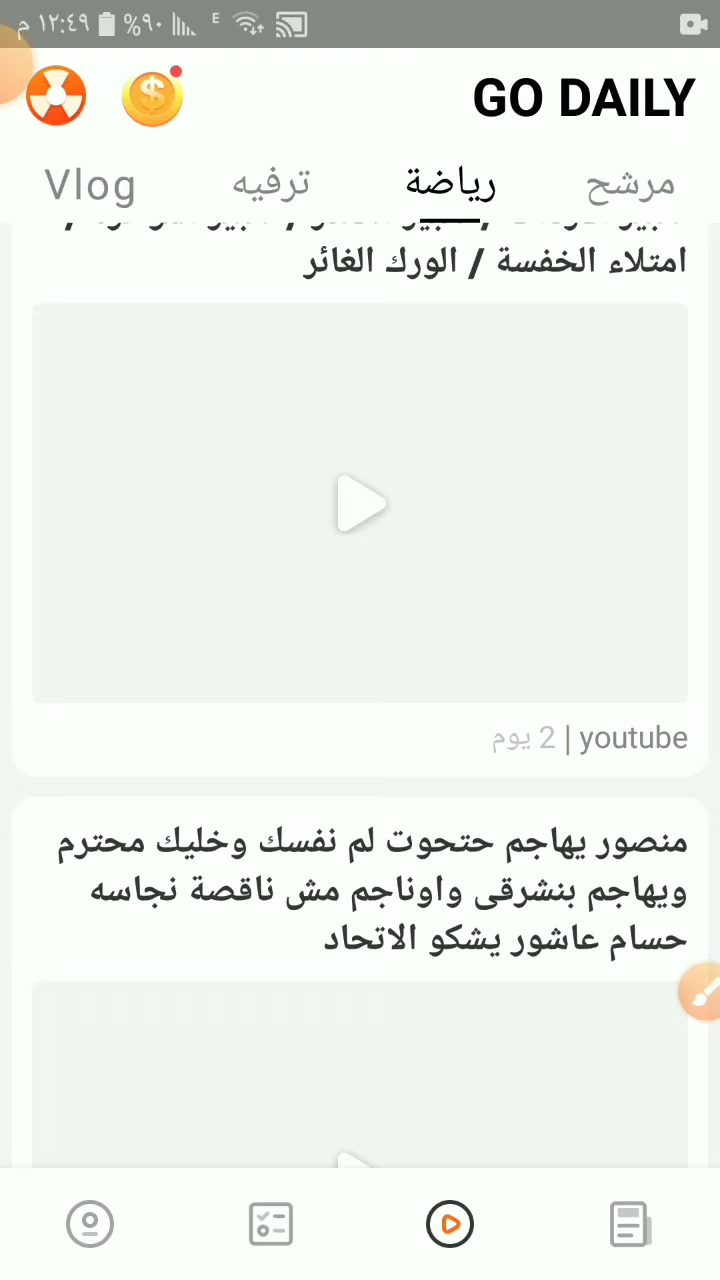 م ١٢:٤٩ %٩٠ E
GO DAILY
مرشح رياضة ترفيه Vlog
امتلاء الخفسة / الورك الغائر
youtube | 2 يوم
منصور يهاجم حتحوت لم نفسك وخليك محترم
ويهاجم بنشرقى واوناجم مش ناقصة نجاسه
حسام عاشور يشكو الاتحاد